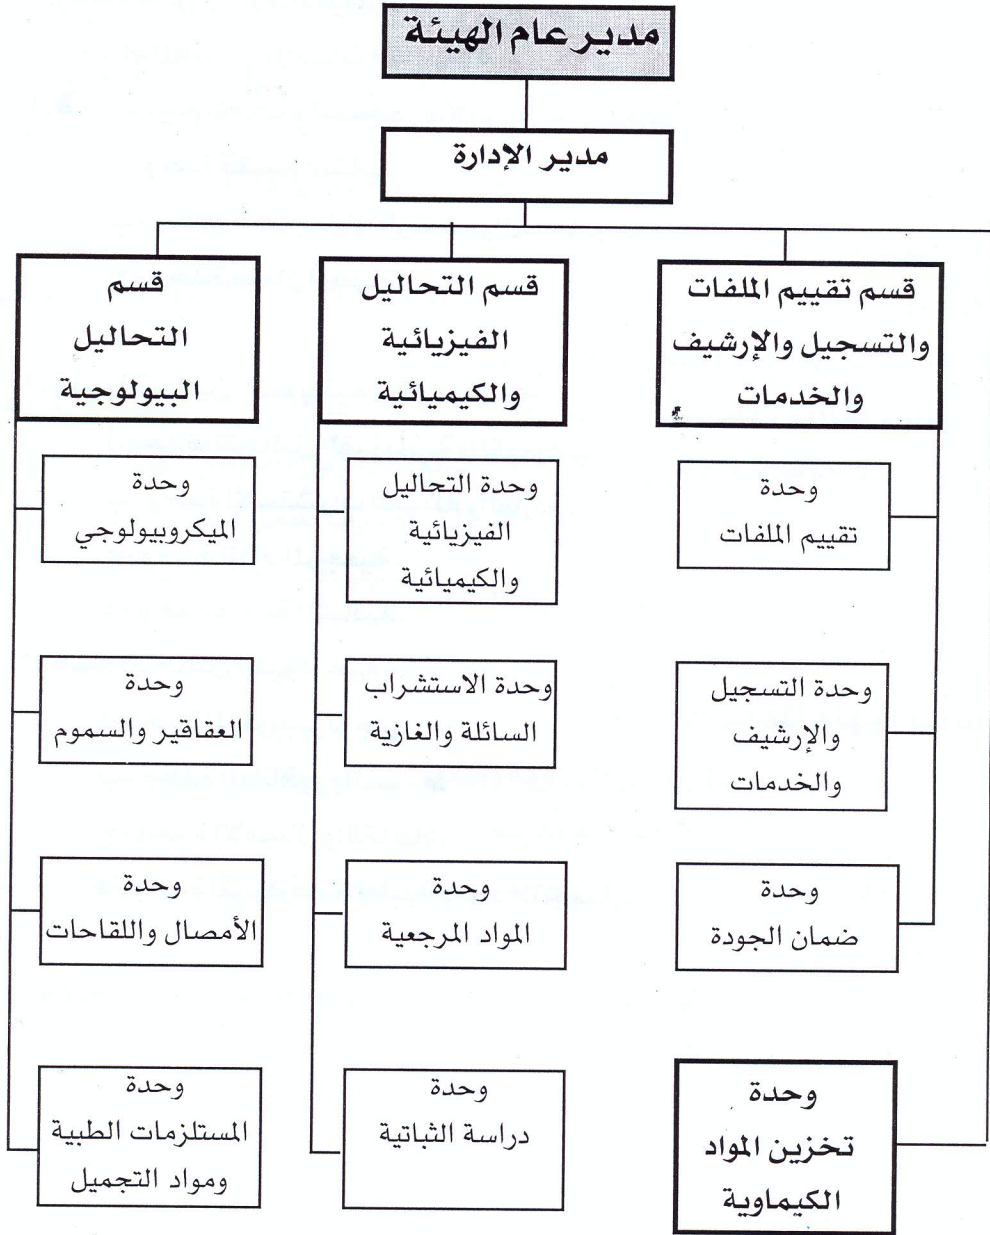 مدير عام الهيئة
مدير الإدارة
قسم تقييم الملفات
والتسجيل والإرشيف
والخدمات
وحدة
تقييم الملفات
وحدة التسجيل
والإرشيف
والخدمات
وحدة
ضمان الجودة
وحدة
تخزين المواد
الكيماوية
قسم التحاليل
الفيزيائية
والكيميائية
وحدة التحاليل
الفيزيائية
والكيميائية
وحدة الاستشراب
السائلة والغازية
وحدة
المواد المرجعية
وحدة
دراسة الثباتية
قسم
التحاليل
البيولوجية
وحدة
الميكروبيولوجي
وحدة
العقاقير والسموم
وحدة
الأمصال واللقاحات
وحدة
المستلزمات الطبية
ومواد التجميل